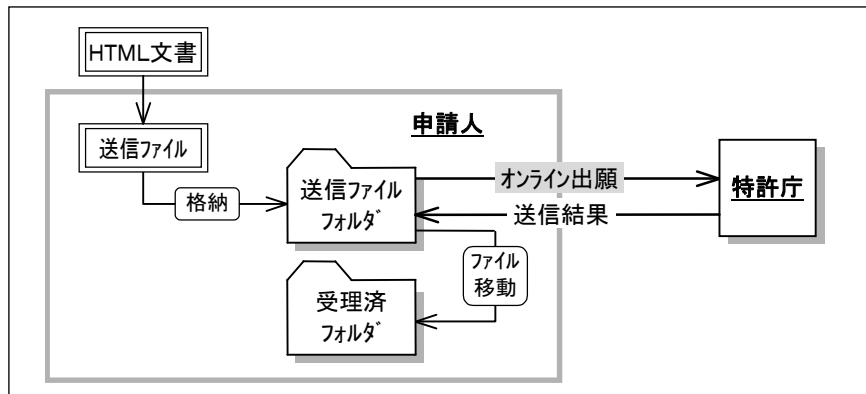 HTML文書
送信ファイル
申請人
格納
送信ファイル
フォルダ
オンライン出願
送信結果
特許庁
ファイル
移動
受理済
フォルダ